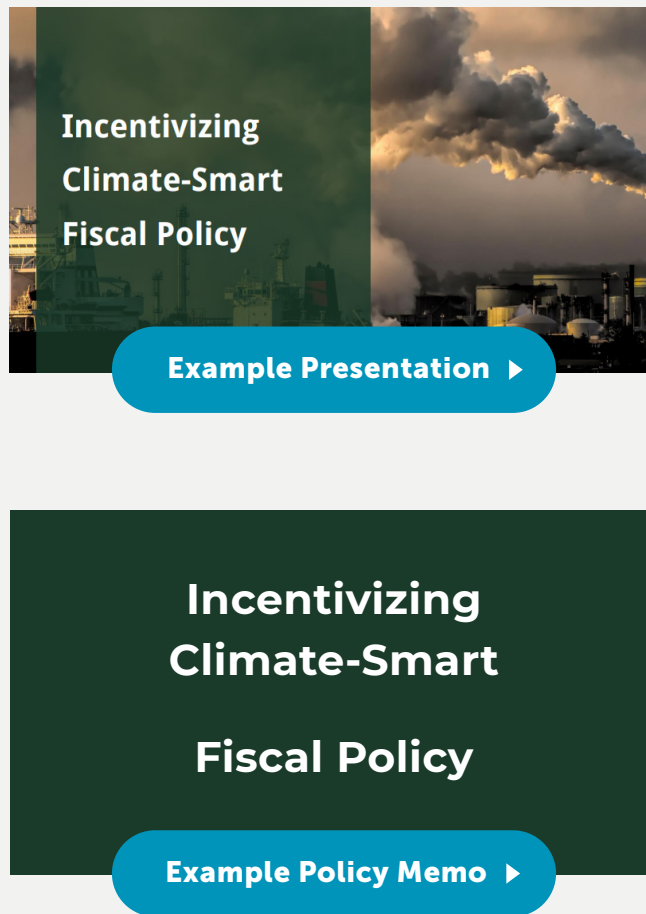 Incentivizing
Climate-Smart
Fiscal Policy
Example Presentation
Incentivizing
Climate-Smart
Fiscal Policy
Example Policy Memo